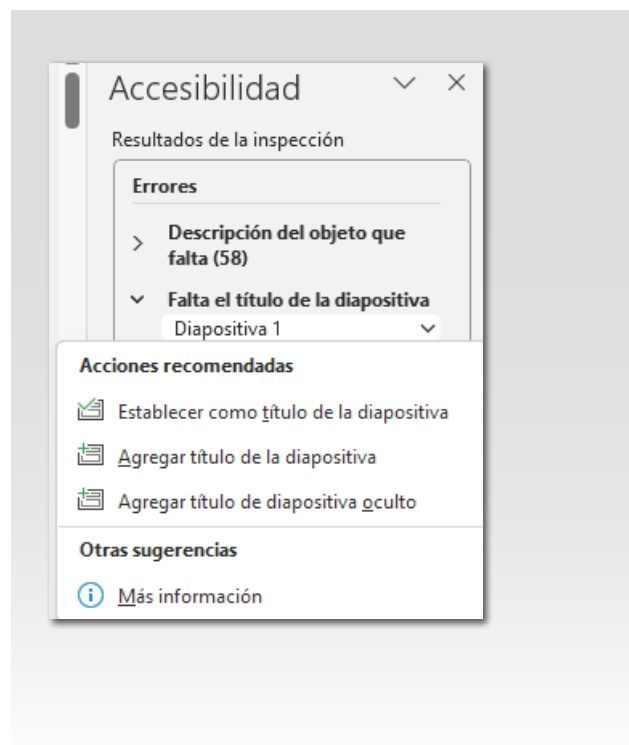 Accesibilidad
Resultados de la inspección
Errores
Descripción del objeto que
falta (58)
Falta el título de la diapositiva
Diapositiva 1
Acciones recomendadas
Establecer como título de la diapositiva
Agregar título de la diapositiva
Agregar título de diapositiva oculto
Otras sugerencias
Más información